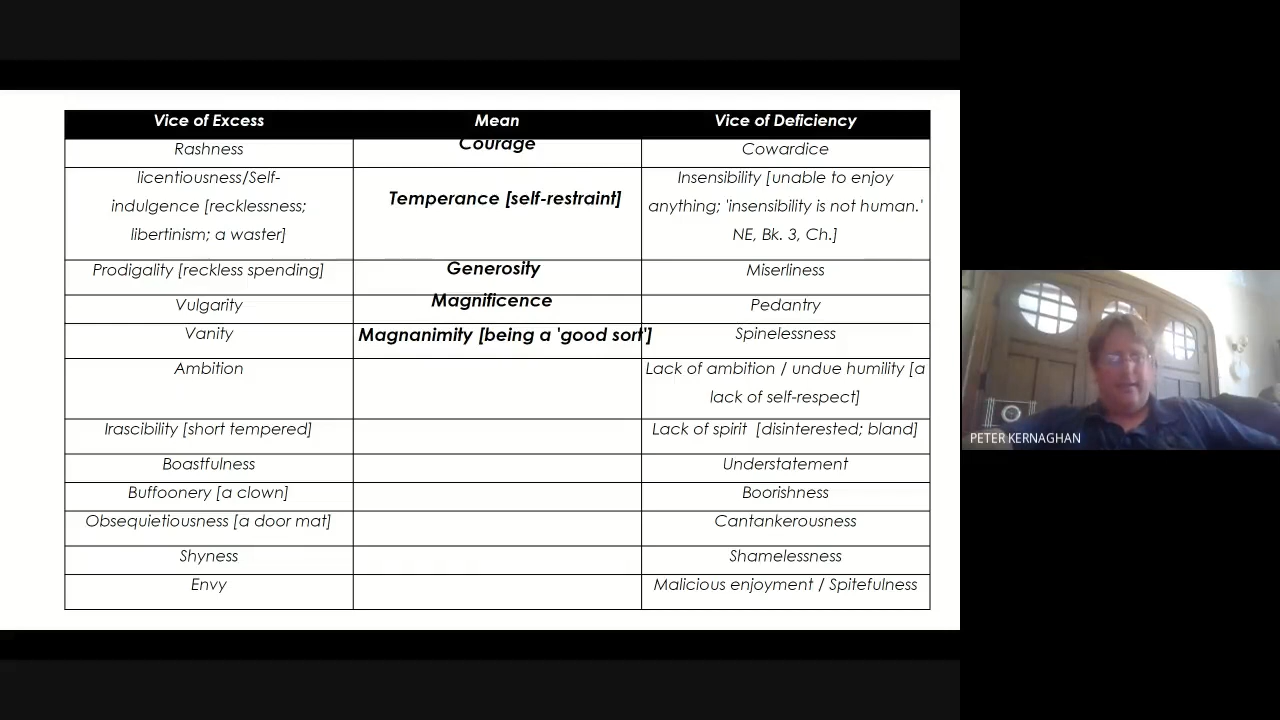 Vice of Excess Mean Vice of Deficiency
Rashness Courage Cowardice
licentiousness/Self-
indulgence [recklessness;
libertinism; a waster]
Temperance [self-restraint]
Insensibility [unable to enjoy
anything; 'insensibility is not human.'
NE, Bk. 3, Ch.]
Prodigality [reckless spending] Generosity Miserliness
Vulgarity Magnificence Pedantry
Vanity Magnanimity [being a 'good sort'] Spinelessness
Ambition
Lack of ambition / undue humility [a
lack of self-respect]
Irascibility [short tempered] Lack of spirit [disinterested; bland]
Boastfulness Understatement
Buffoonery [a clown] Boorishness
Obsequietiousness [a door mat] Cantankerousness
Shyness Shamelessness
Envy Malicious enjoyment / Spitefulness
PETER KERNAGHAN